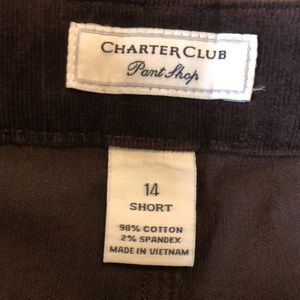 CHARTER CLUB
Pant Shop
14
SHORT
98% COTTON
2% SPANDEX
MADE IN VIETNAM